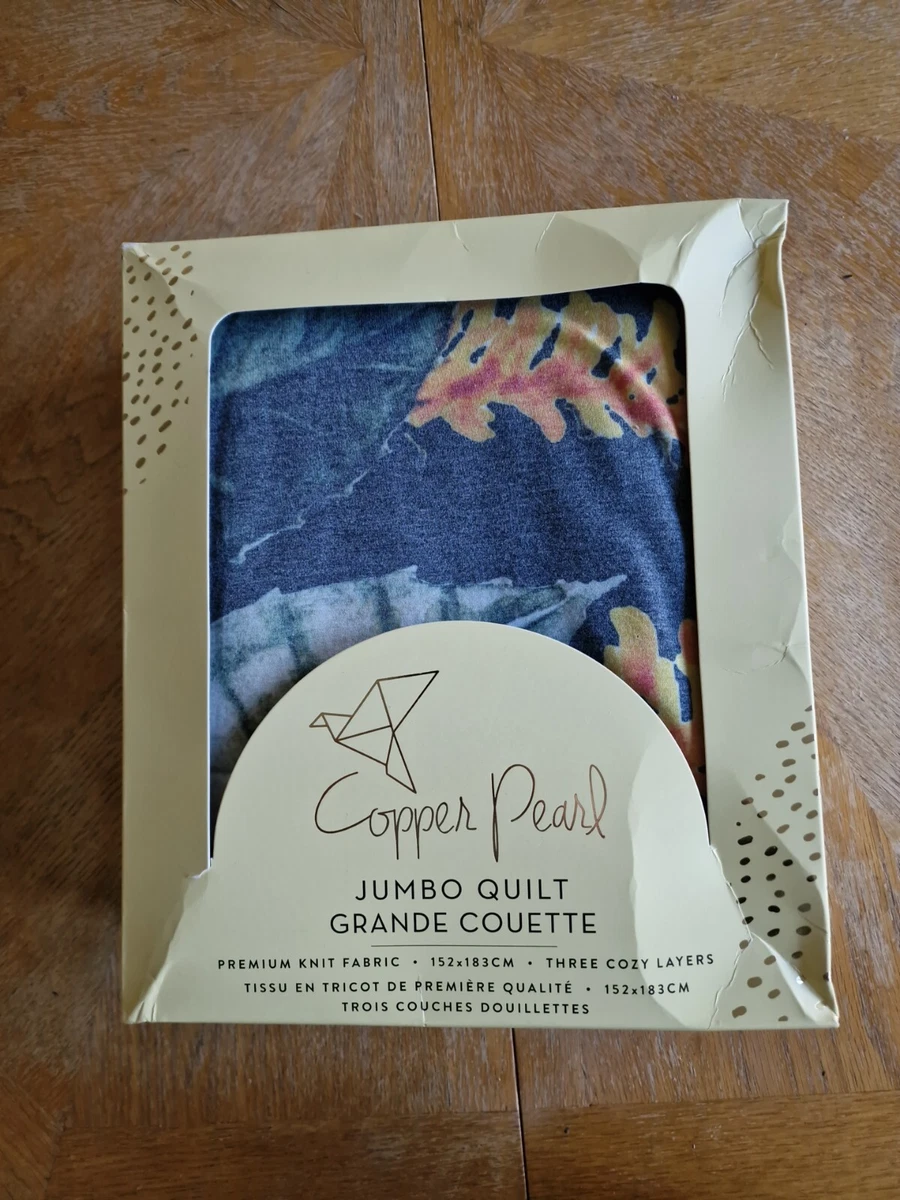 Copper Pearl
JUMBO QUILT
GRANDE COUETTE
PREMIUM KNIT FABRIC • 152x183CM • THREE COZY LAYERS
TISSU EN TRICOT DE PREMIÈRE QUALITÉ • 152x183CM
TROIS COUCHES DOUILLETTES